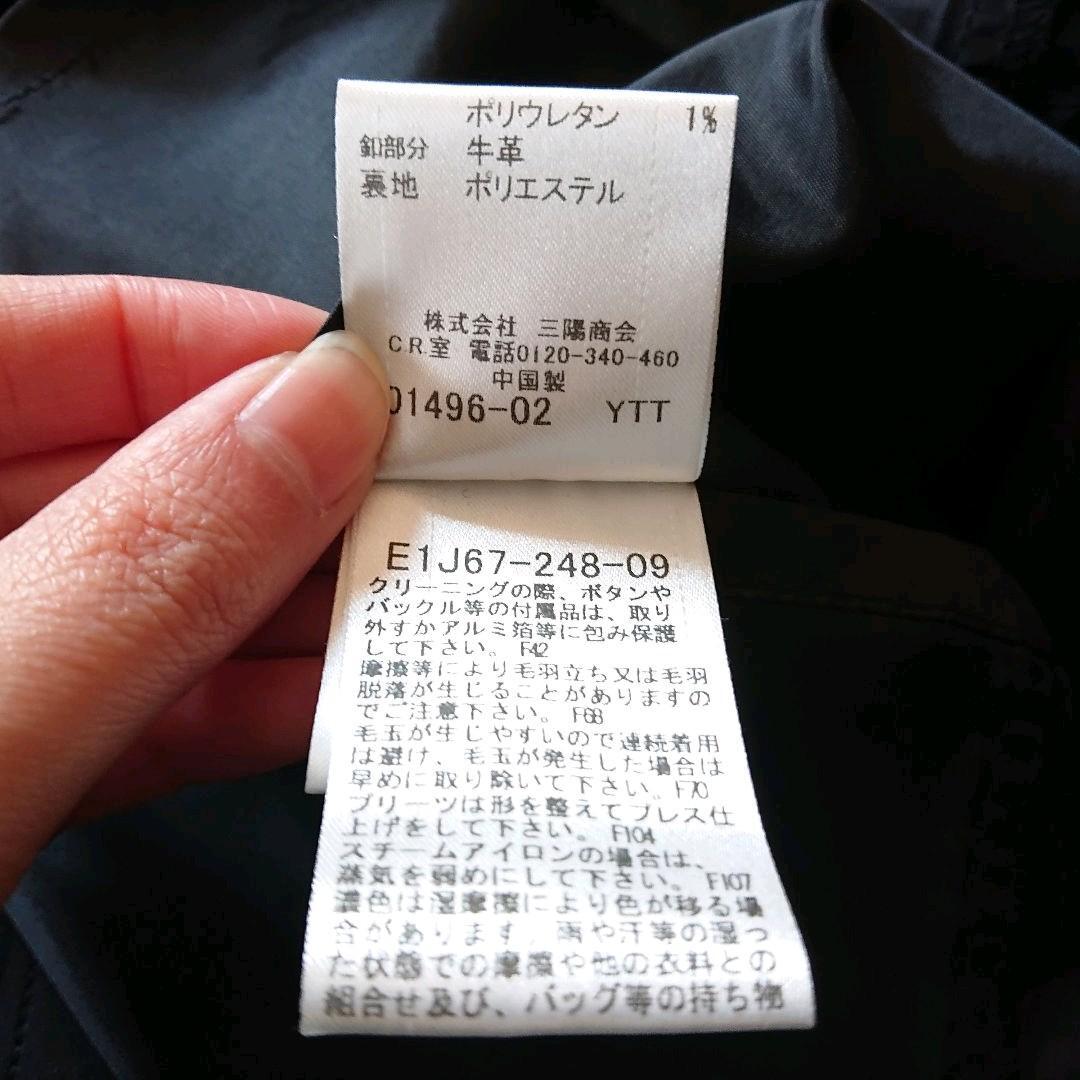 ポリウレタン 1%
釦部分 牛革
裏地 ポリエステル
株式会社 三陽商会
C.R.室 電話0120-340-460
中国製
01496-02 YTT
E1J67-248-09
クリーニングの際、ボタンや
バックル等の付属品は、取り
外すかアルミ箔等に包み保護
して下さい。 F42
摩擦等により毛羽立ち又は毛羽
脱落が生じることがありますの
でご注意下さい。 F68
毛玉が生じやすいので連続着用
は避け、毛玉が発生した場合は
早めに取り除いて下さい。 F70
プリーツは形を整えてプレス仕
上げをして下さい。 F104
スチームアイロンの場合は、
蒸気を弱めにして下さい。 F107
濃色は湿摩擦により色が移る場
合があります。雨や汗等の湿っ
た状態での摩擦や他の衣料との
組合せ及び、バッグ等の持ち物